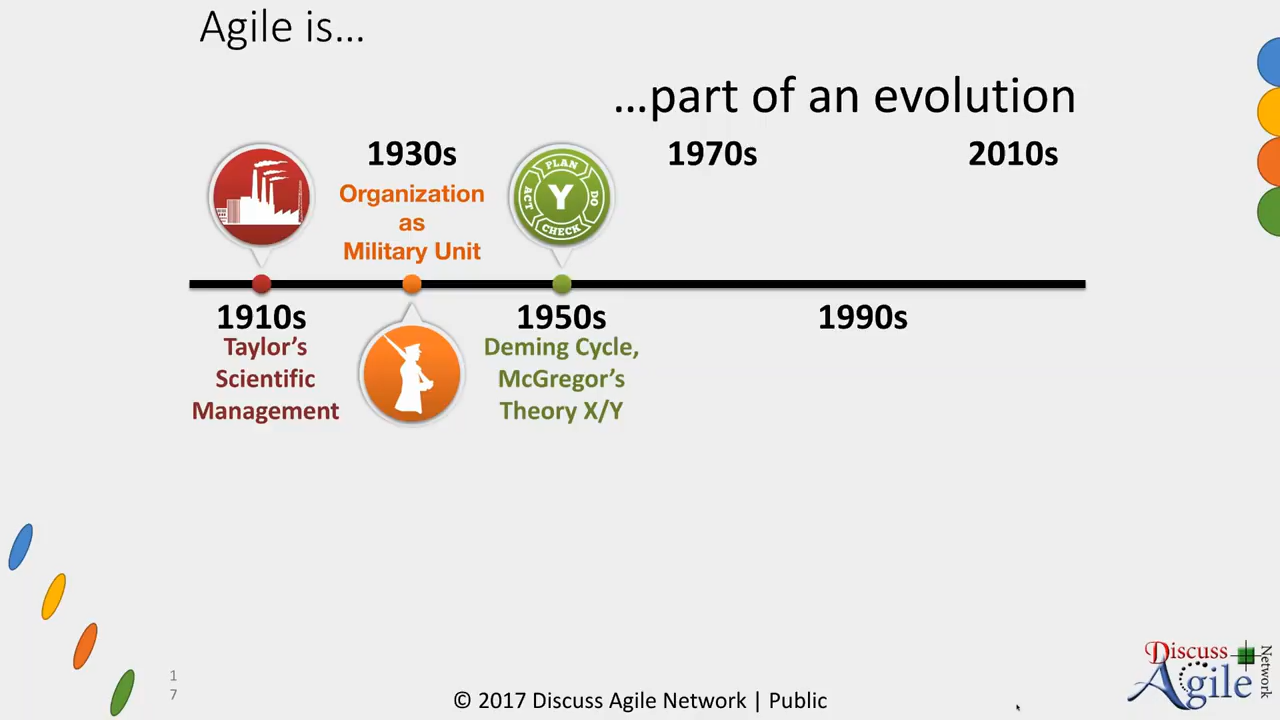 Agile is...
...part of an evolution
1930s
1970s
2010s
Organization
as
Military Unit
PLAN
DO
CHECK
ACT
Y
1910s
Taylor's
Scientific
Management
1950s
Deming Cycle,
McGregor's
Theory X/Y
1990s
1
7
© 2017 Discuss Agile Network | Public
Discuss
Agile
Network